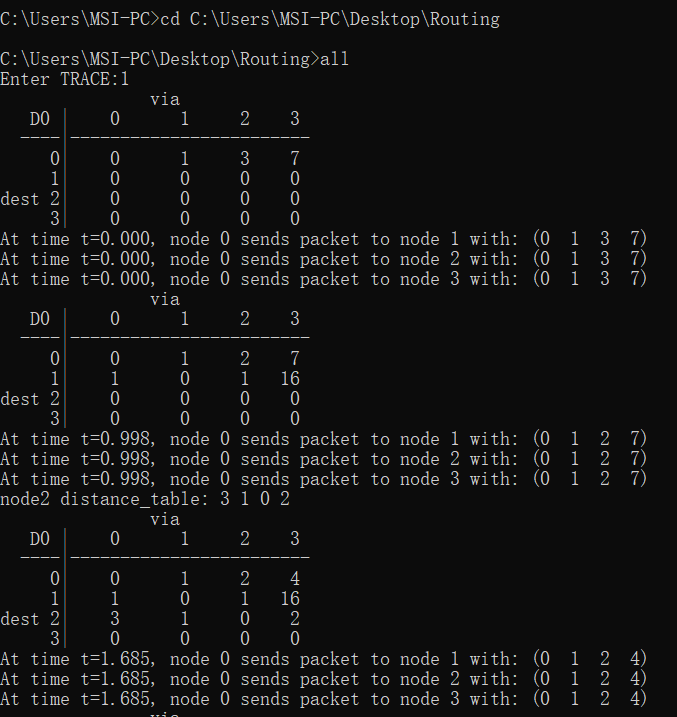 C:\Users\MSI-PC>cd C:\Users\MSI-PC\Desktop\Routing
C:\Users\MSI-PC\Desktop\Routing>all
Enter TRACE:1
                via
   D0 |    0      1     2    3
  ----|-----------------------
     0|    0      1     3    7
     1|    0      0     0    0
dest 2|    0      0     0    0
     3|    0      0     0    0
At time t=0.000, node 0 sends packet to node 1 with: (0  1  3  7)
At time t=0.000, node 0 sends packet to node 2 with: (0  1  3  7)
At time t=0.000, node 0 sends packet to node 3 with: (0  1  3  7)
                via
   D0 |    0      1     2    3
  ----|-----------------------
     0|    0      1     2    7
     1|    1      0     1   16
dest 2|    0      0     0    0
     3|    0      0     0    0
At time t=0.998, node 0 sends packet to node 1 with: (0  1  2  7)
At time t=0.998, node 0 sends packet to node 2 with: (0  1  2  7)
At time t=0.998, node 0 sends packet to node 3 with: (0  1  2  7)
node2 distance_table: 3 1 0 2
                via
   D0 |    0      1     2    3
  ----|-----------------------
     0|    0      1     2    4
     1|    1      0     1   16
dest 2|    3      1     0    2
     3|    0      0     0    0
At time t=1.685, node 0 sends packet to node 1 with: (0  1  2  4)
At time t=1.685, node 0 sends packet to node 2 with: (0  1  2  4)
At time t=1.685, node 0 sends packet to node 3 with: (0  1  2  4)
                via